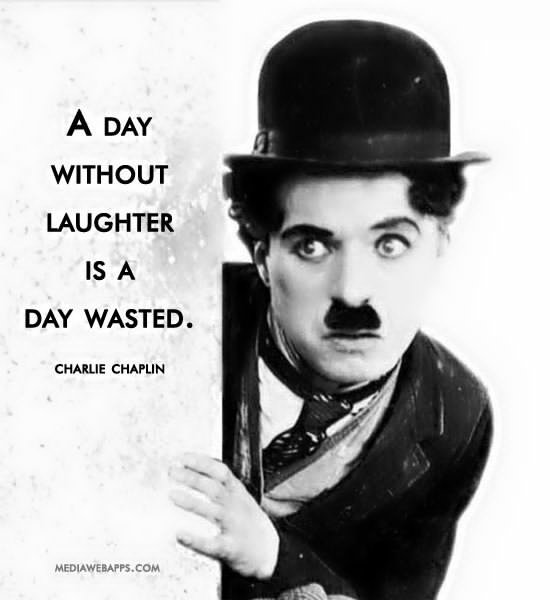 A DAY
WITHOUT
LAUGHTER
IS A
DAY WASTED.
CHARLIE CHAPLIN
MEDIAWEBAPPS.COM